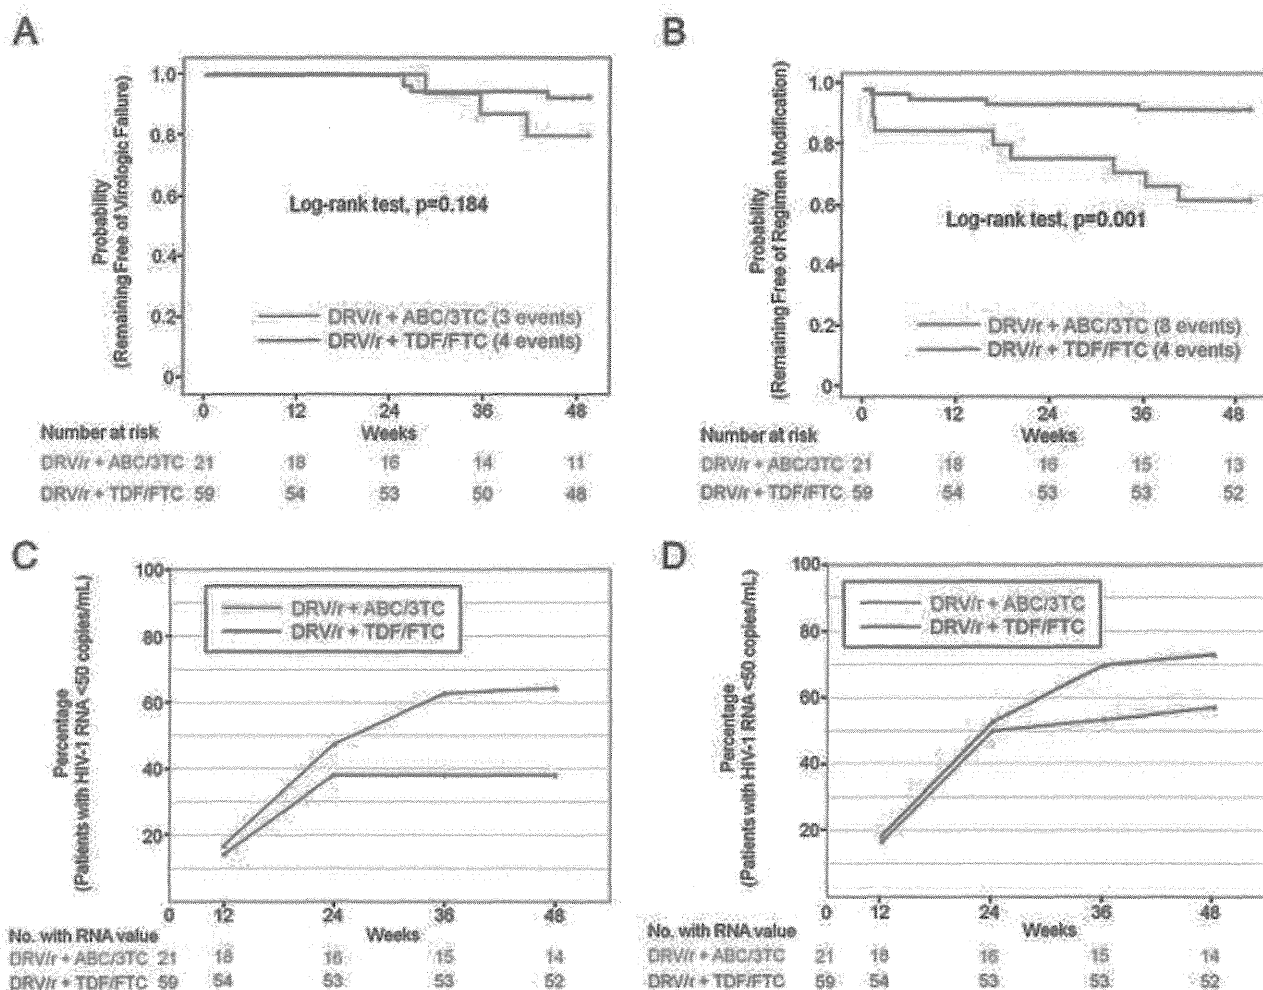 A
Probability
(Remaining Free of Virologic Failure)
1.0
0.8
0.6
0.4
0.2
0
Log-rank test, p=0.184
DRV/r + ABC/3TC (3 events)
DRV/r + TDF/FTC (4 events)
0 12 24 36 48
Number at risk Weeks
DRV/r + ABC/3TC 21 18 16 14 11
DRV/r + TDF/FTC 59 54 53 50 48
B
Probability
(Remaining Free of Regimen Modification)
1.0
0.8
0.6
0.4
0.2
0
Log-rank test, p=0.001
DRV/r + ABC/3TC (8 events)
DRV/r + TDF/FTC (4 events)
0 12 24 36 48
Number at risk Weeks
DRV/r + ABC/3TC 21 18 16 15 13
DRV/r + TDF/FTC 59 54 53 53 52
C
Percentage
(Patients with HIV-1 RNA <50 copies/mL)
100
80
60
40
20
DRV/r + ABC/3TC
DRV/r + TDF/FTC
0 12 24 36 48
No. with RNA value Weeks
DRV/r + ABC/3TC 21 18 16 15 14
DRV/r + TDF/FTC 59 54 53 53 52
D
Percentage
(Patients with HIV-1 RNA <50 copies/mL)
100
80
60
40
20
DRV/r + ABC/3TC
DRV/r + TDF/FTC
0 12 24 36 48
No. with RNA value Weeks
DRV/r + ABC/3TC 21 18 16 15 14
DRV/r + TDF/FTC 59 54 53 53 52